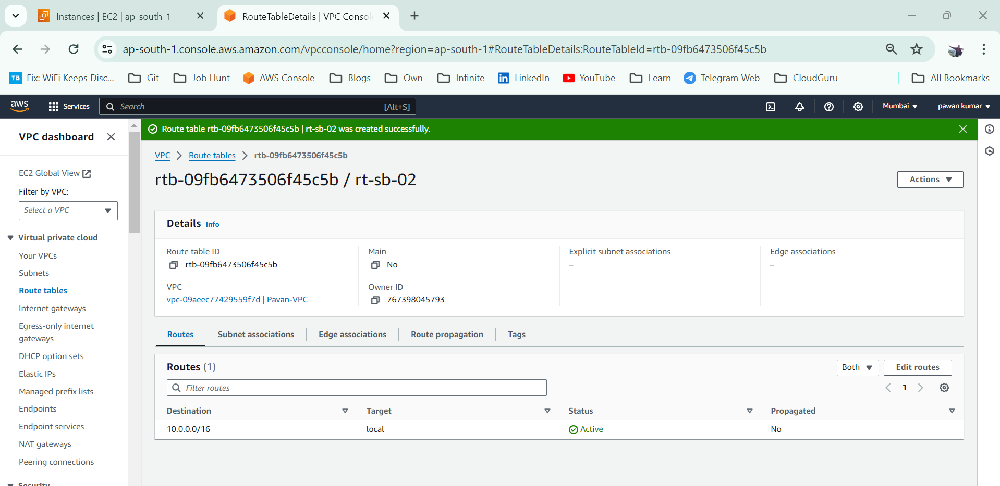 Instances | EC2 | ap-south-1
RouteTableDetails | VPC Consol
ap-south-1.console.aws.amazon.com/vpcconsole/home?region=ap-south-1#RouteTableDetails:RouteTableId=rtb-09fb6473506f45c5b
TB Fix: WiFi Keeps Disc... Git Job Hunt AWS Console Blogs Own Infinite in LinkedIn YouTube Learn Telegram Web CloudGuru All Bookmarks
aws Services Search [Alt+S] Mumbai pawan kumar
VPC dashboard
EC2 Global View
Filter by VPC:
Select a VPC
Virtual private cloud
Your VPCs
Subnets
Route tables
Internet gateways
Egress-only internet
gateways
DHCP option sets
Elastic IPs
Managed prefix lists
Endpoints
Endpoint services
NAT gateways
Peering connections
Security
Route table rtb-09fb6473506f45c5b | rt-sb-02 was created successfully.
VPC > Route tables > rtb-09fb6473506f45c5b
rtb-09fb6473506f45c5b / rt-sb-02
Actions
Details Info
Route table ID
rtb-09fb6473506f45c5b
Main
No
Explicit subnet associations
–
Edge associations
–
VPC
vpc-09aeec77429559f7d | Pavan-VPC
Owner ID
767398045793
Routes Subnet associations Edge associations Route propagation Tags
Routes (1)
Both Edit routes
Filter routes
1
Destination Target Status Propagated
10.0.0.0/16 local Active No